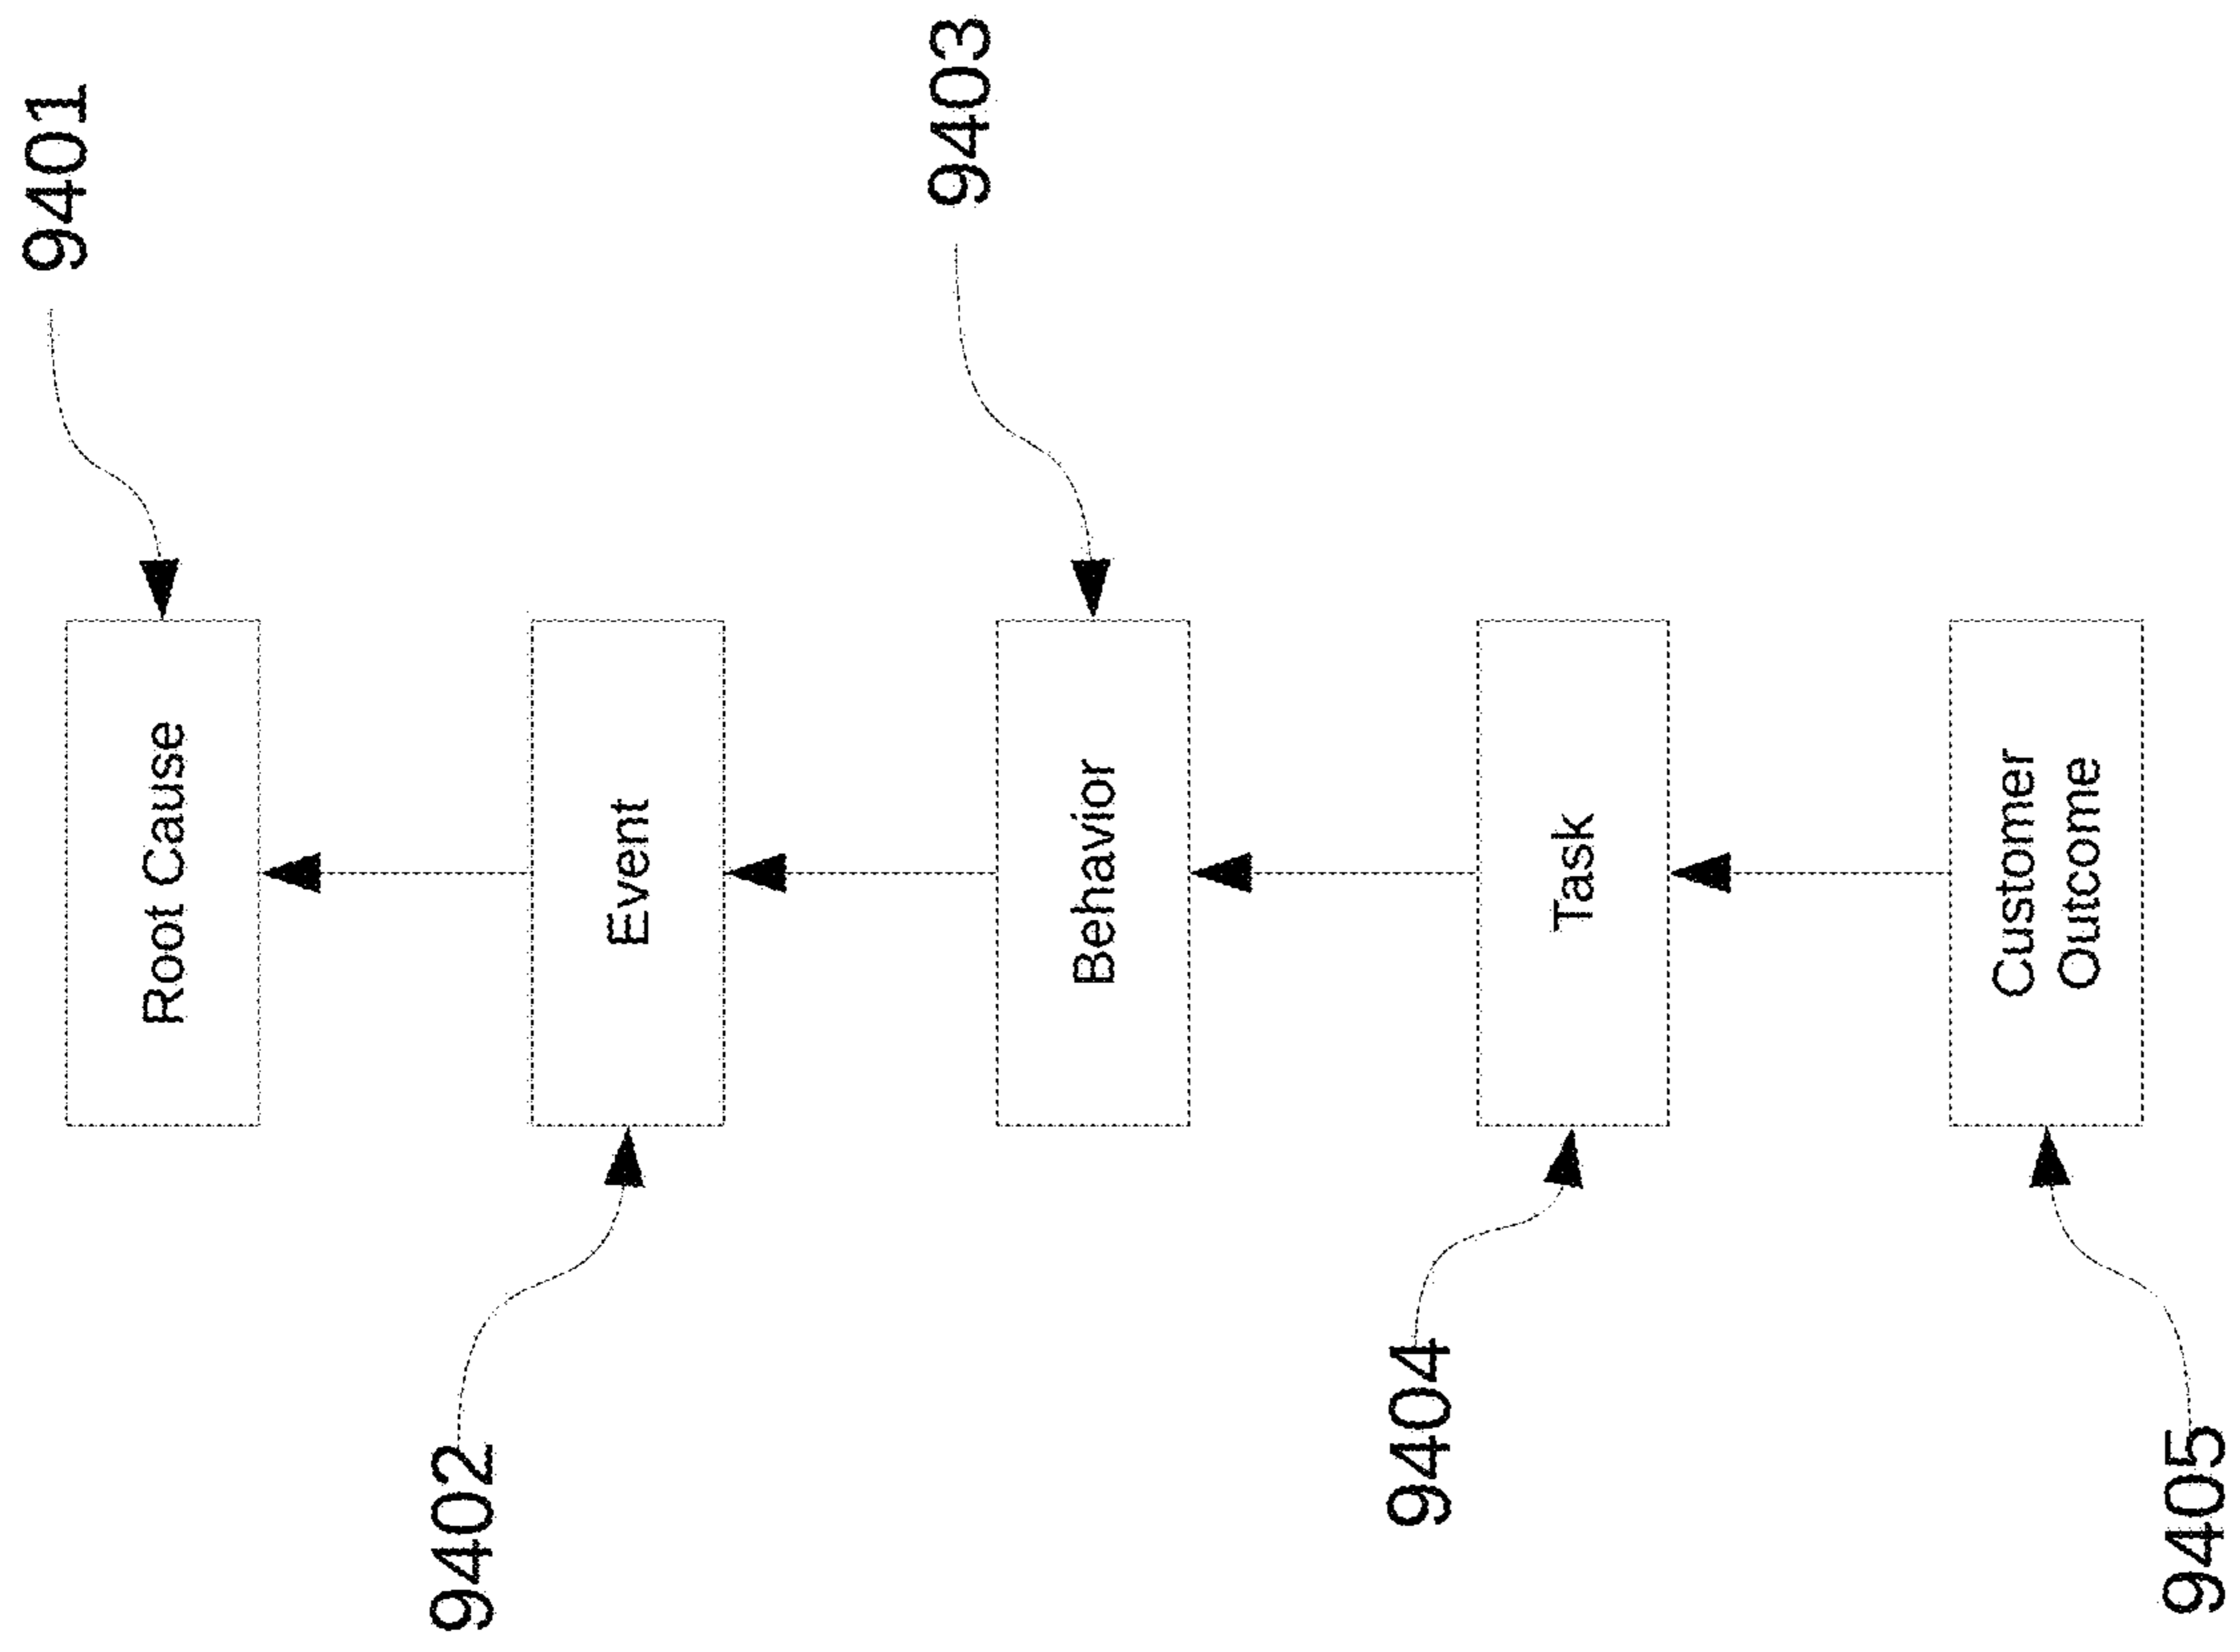 9401
Root Cause
9402
Event
9403
Behavior
9404
Task
Customer
Outcome
9405